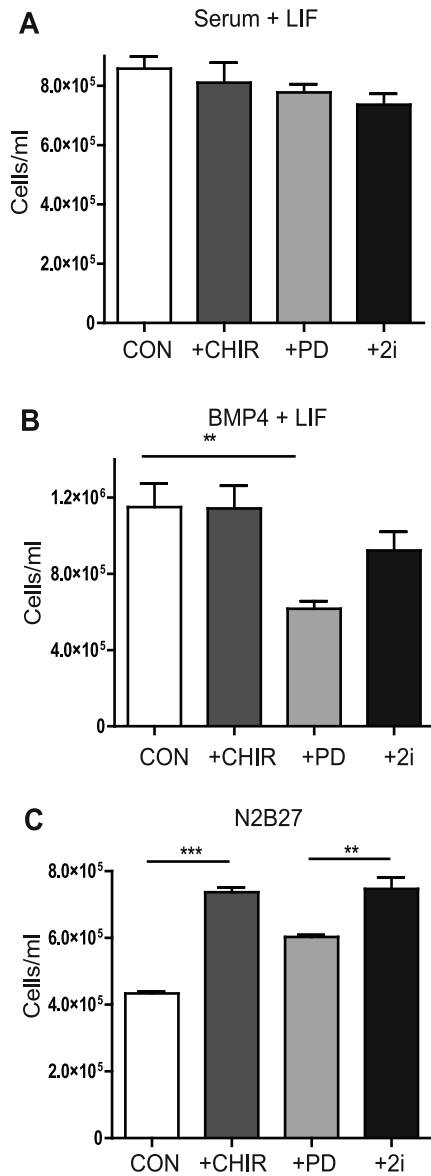 A
Serum + LIF
Cells/ml
8.0×10⁵
6.0×10⁵
4.0×10⁵
2.0×10⁵
0
CON +CHIR +PD +2i
B
BMP4 + LIF
**
Cells/ml
1.2×10⁶
8.0×10⁵
4.0×10⁵
0
CON +CHIR +PD +2i
C
N2B27
*** **
Cells/ml
8.0×10⁵
6.0×10⁵
4.0×10⁵
2.0×10⁵
0
CON +CHIR +PD +2i